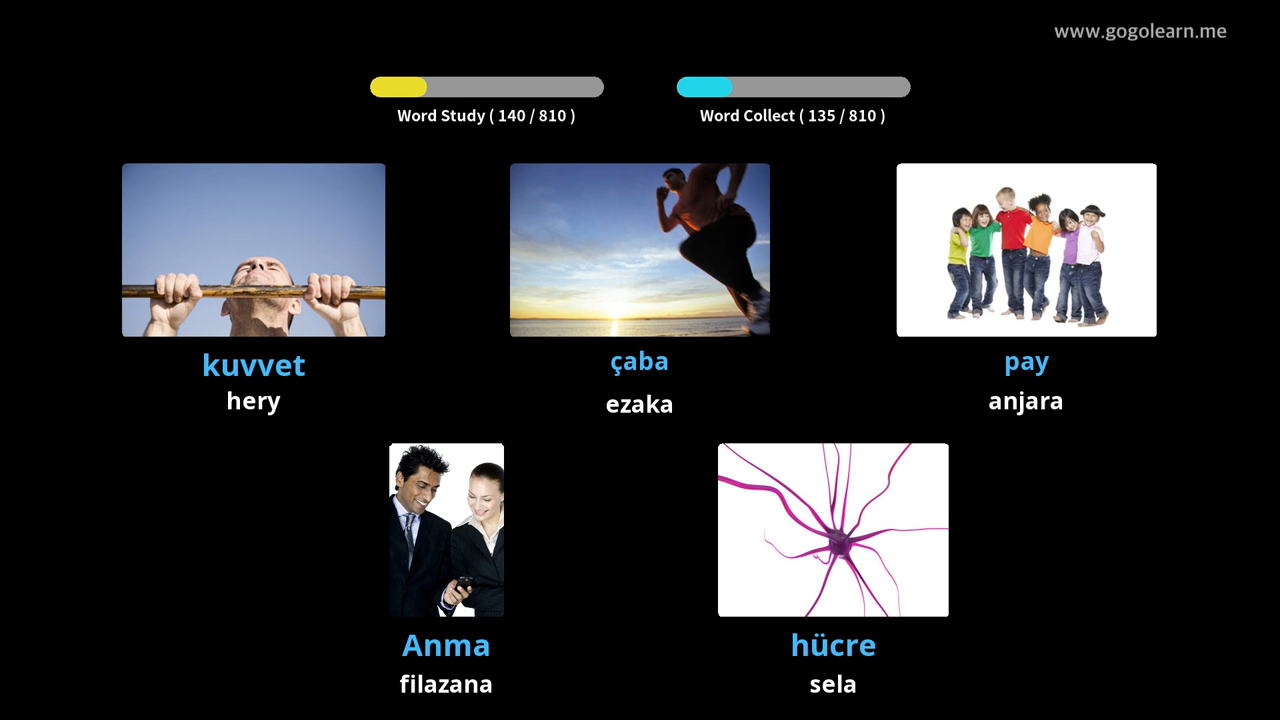 www.gogolearn.me
Word Study ( 140 / 810 )
Word Collect ( 135 / 810 )
kuvvet
hery
çaba
ezaka
pay
anjara
Anma
filazana
hücre
sela